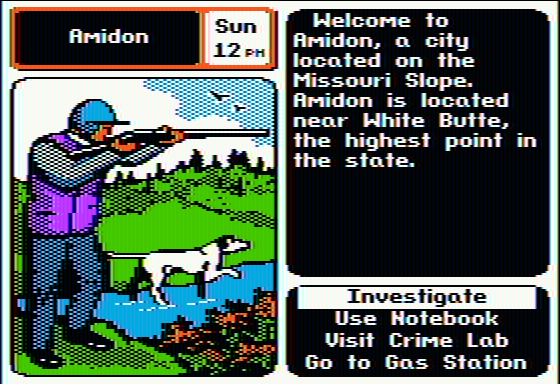 Amidon
Sun
12 PM
Welcome to
Amidon, a city
located on the
Missouri Slope.
Amidon is located
near White Butte,
the highest point in
the state.
Investigate
Use Notebook
Visit Crime Lab
Go to Gas Station